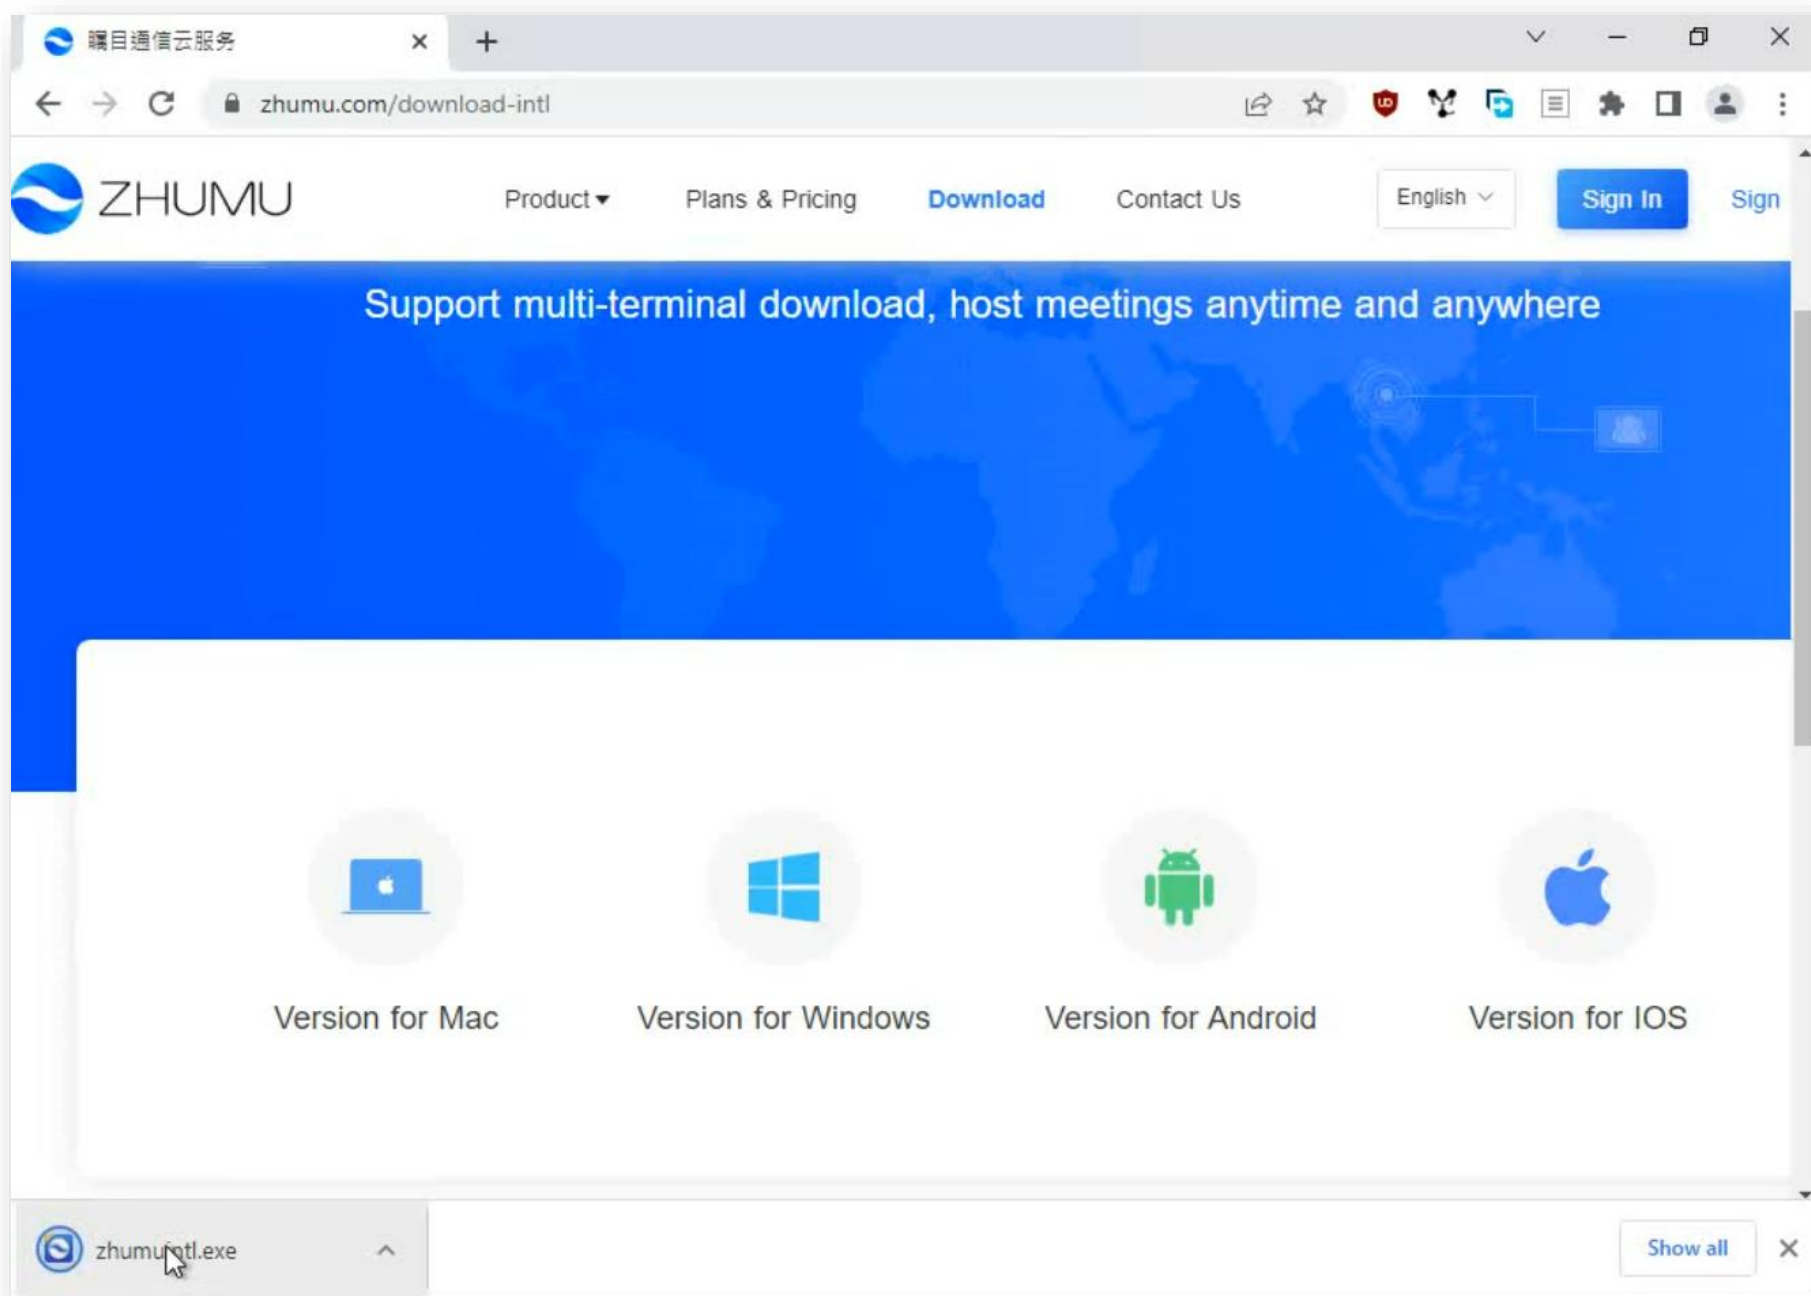 瞩目通信云服务
zhumu.com/download-intl
ZHUMU Product Plans & Pricing Download Contact Us English Sign In Sign
Support multi-terminal download, host meetings anytime and anywhere
Version for Mac Version for Windows Version for Android Version for IOS
zhumuintl.exe Show all